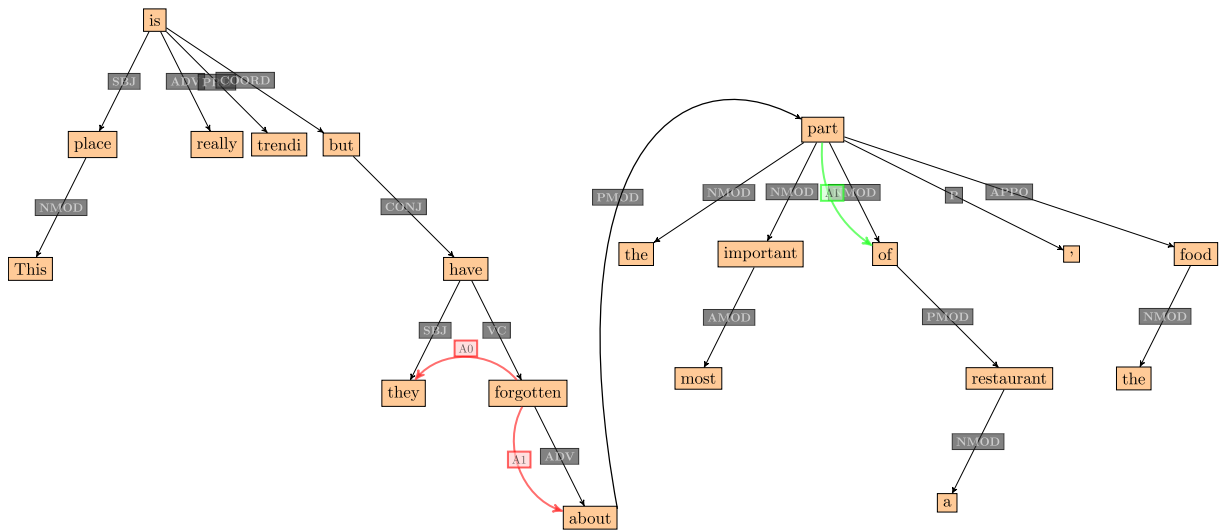 is
SBJ ADV COORD
place really trendi but
NMOD CONJ
This have
SBJ VC
A0
they forgotten
A1 ADV
about
PMOD
part
NMOD NMOD A1 P APPO
the important of , food
AMOD PMOD NMOD
most restaurant the
NMOD
a